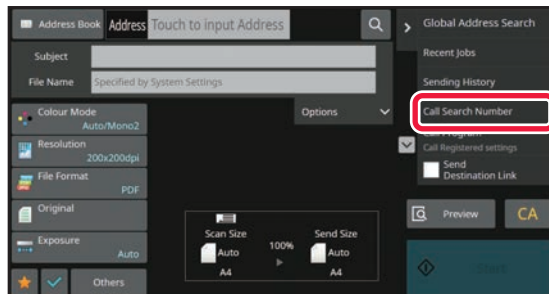 Address Book
Address
Touch to input Address
Subject
File Name
Specified by System Settings
Colour Mode
Auto/Mono2
Resolution
200x200dpi
File Format
PDF
Original
Exposure
Auto
Others
Options
Scan Size
Auto
A4
100%
Send Size
Auto
A4
Global Address Search
Recent Jobs
Sending History
Call Search Number
Call Program
Call Registered settings
Send
Destination Link
Preview
CA
Start